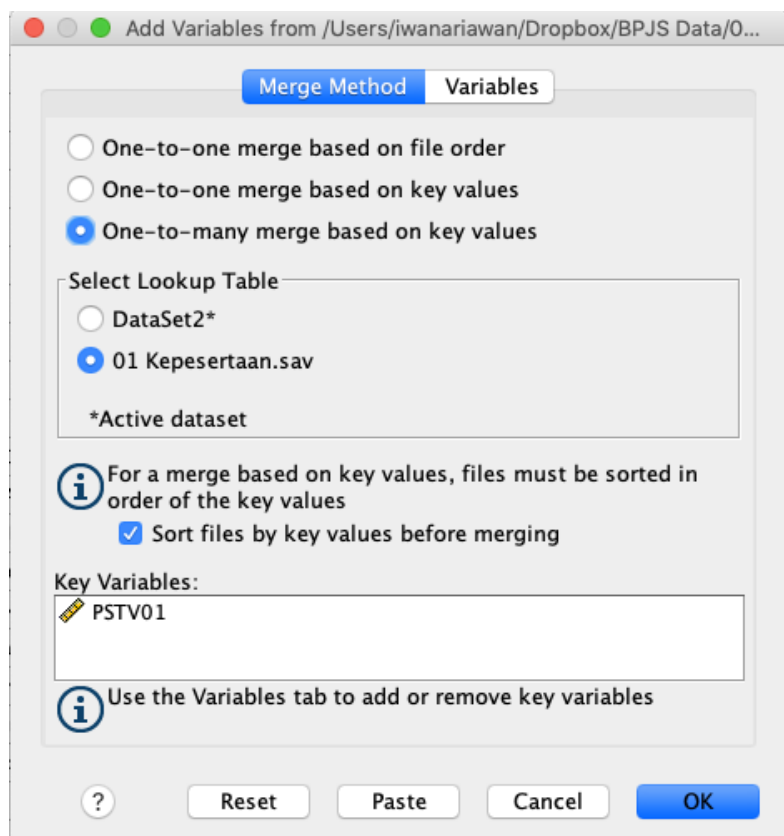 Add Variables from /Users/iwanariawan/Dropbox/BPJS Data/0...
Merge Method Variables
One-to-one merge based on file order
One-to-one merge based on key values
One-to-many merge based on key values
Select Lookup Table
DataSet2*
01 Kepesertaan.sav
*Active dataset
For a merge based on key values, files must be sorted in
order of the key values
Sort files by key values before merging
Key Variables:
PSTV01
Use the Variables tab to add or remove key variables
? Reset Paste Cancel OK